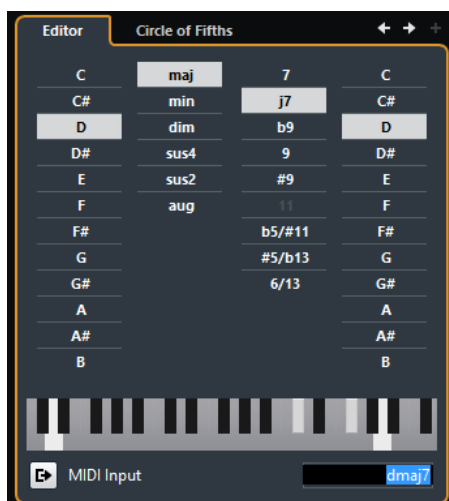 Editor Circle of Fifths
C maj 7 C
C# min j7 C#
D dim b9 D
D# sus4 9 D#
E sus2 #9 E
F aug 11 F
F# b5/#11 F#
G #5/b13 G
G# 6/13 G#
A A
A# A#
B B
MIDI Input dmaj7